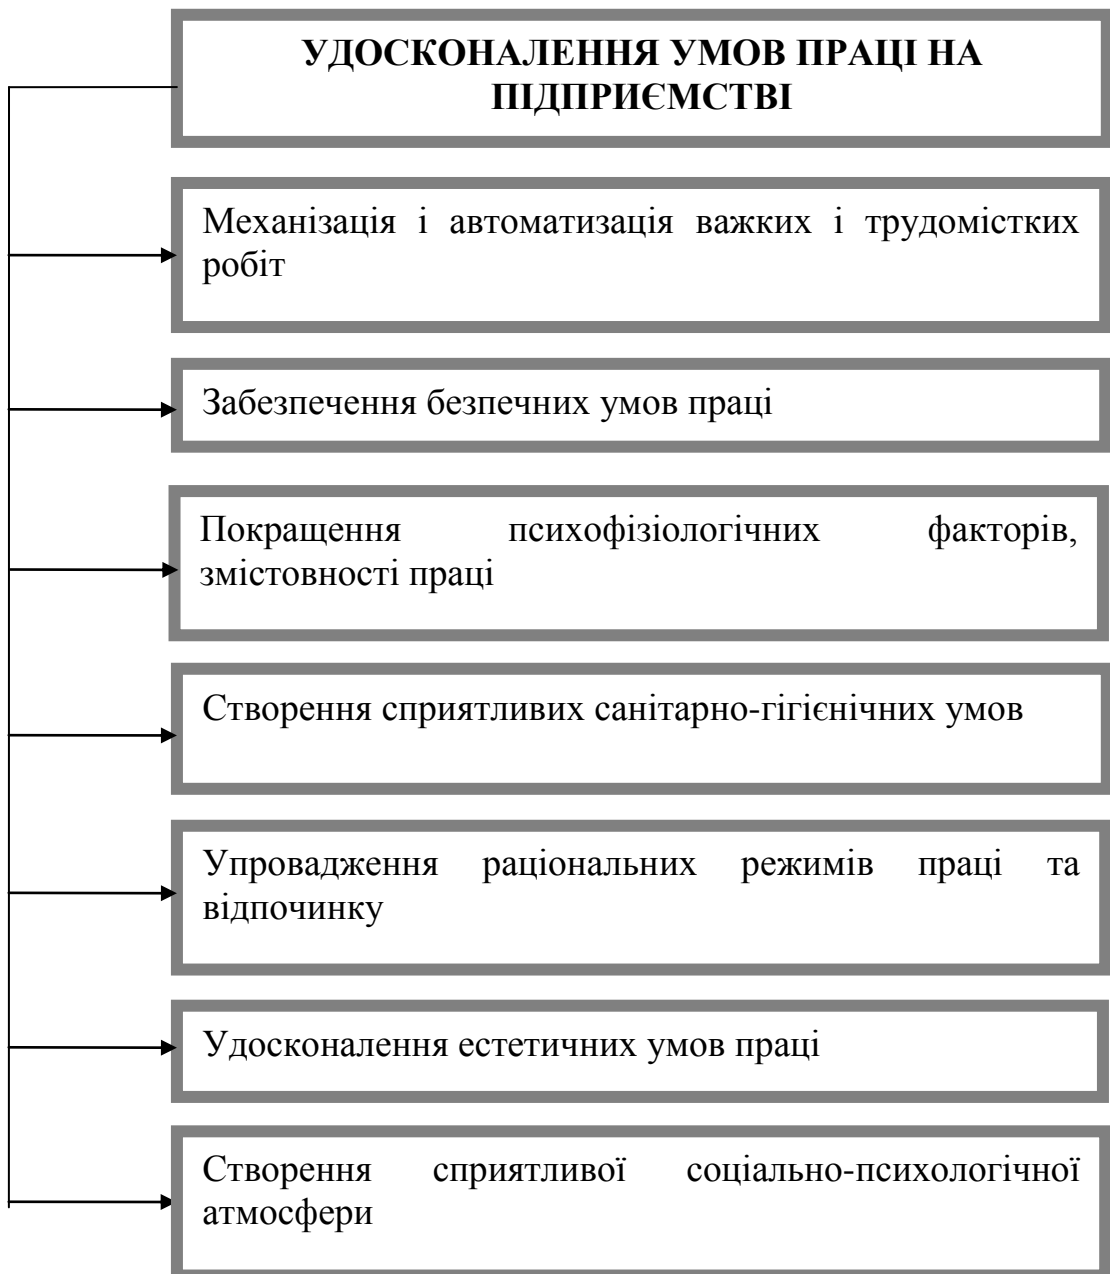 УДОСКОНАЛЕННЯ УМОВ ПРАЦІ НА
ПІДПРИЄМСТВІ
Механізація і автоматизація важких і трудомістких
робіт
Забезпечення безпечних умов праці
Покращення психофізіологічних факторів,
змістовності праці
Створення сприятливих санітарно-гігієнічних умов
Упровадження раціональних режимів праці та
відпочинку
Удосконалення естетичних умов праці
Створення сприятливої соціально-психологічної
атмосфери